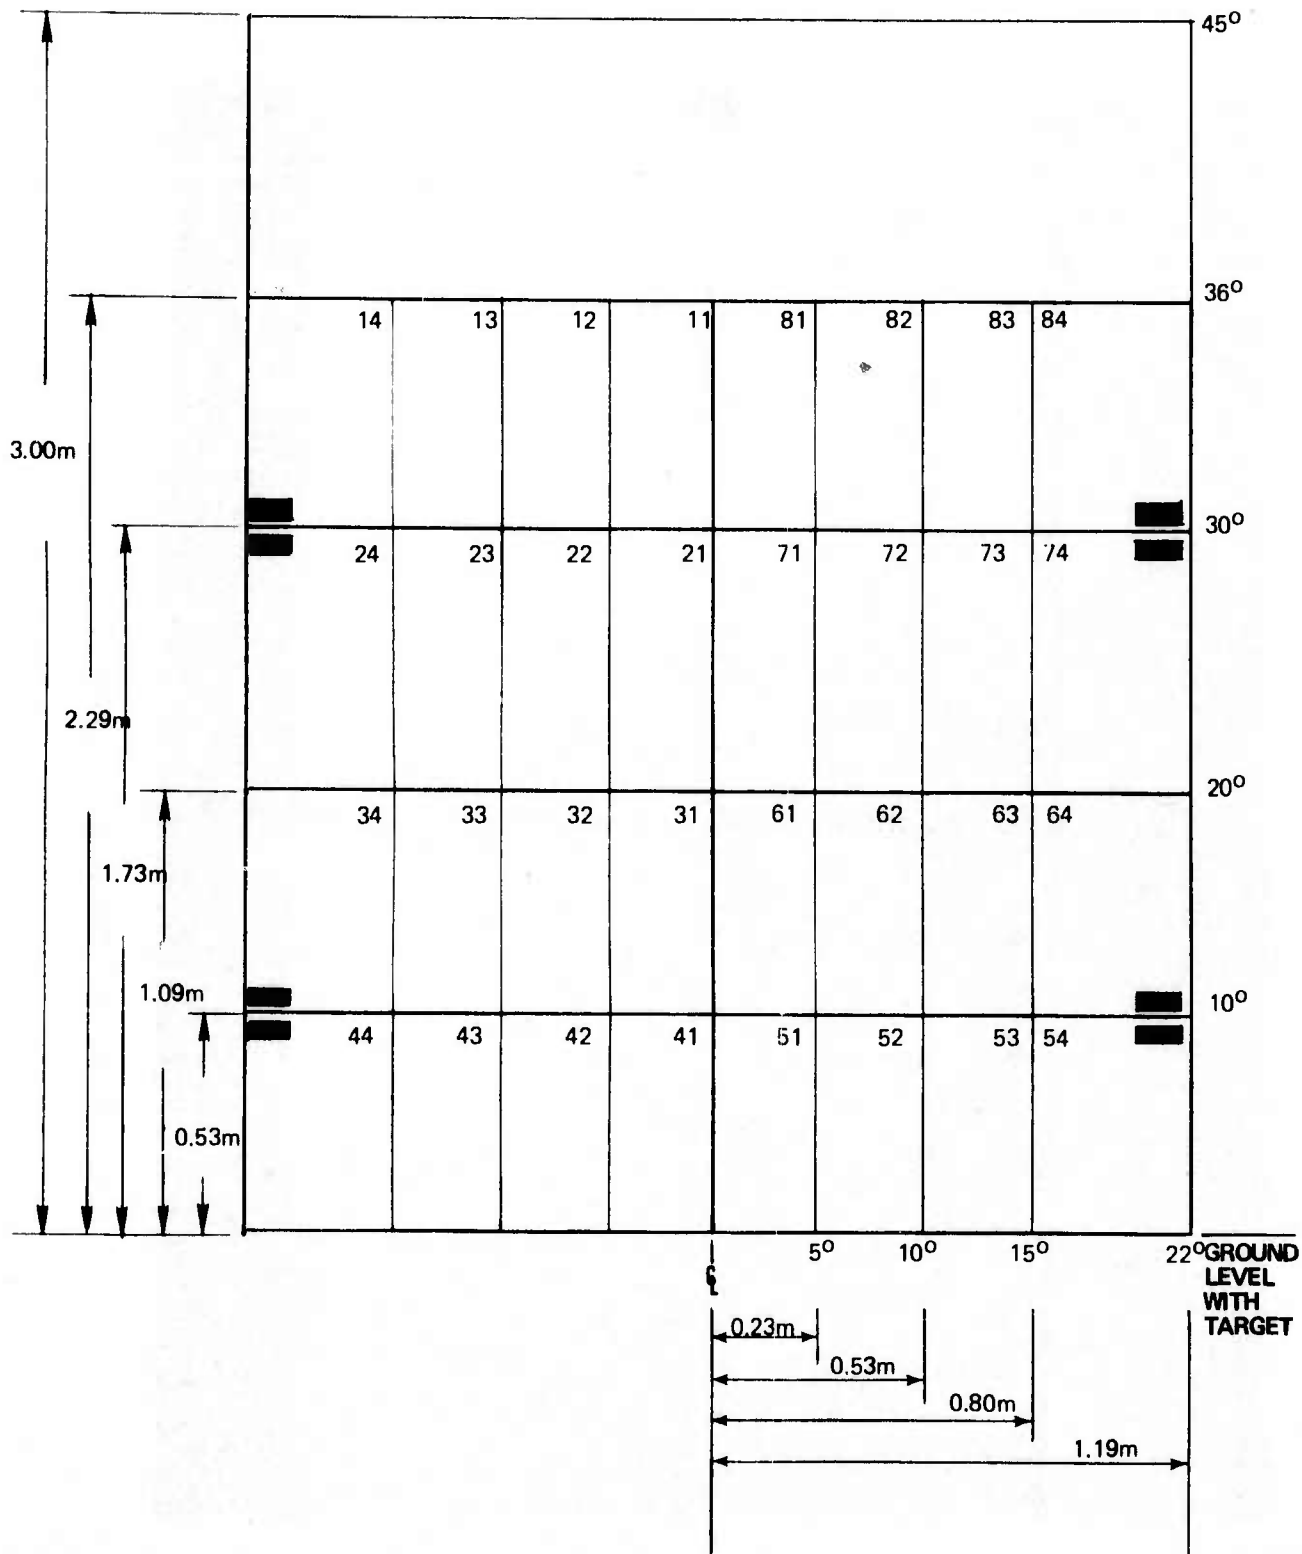 45°
36°
14 13 12 11 81 82 83 84
3.00m
30°
24 23 22 21 71 72 73 74
2.29m
20°
34 33 32 31 61 62 63 64
1.73m
1.09m
10°
44 43 42 41 51 52 53 54
0.53m
℄
5° 10° 15° 22°
GROUND
LEVEL
WITH
TARGET
0.23m
0.53m
0.80m
1.19m